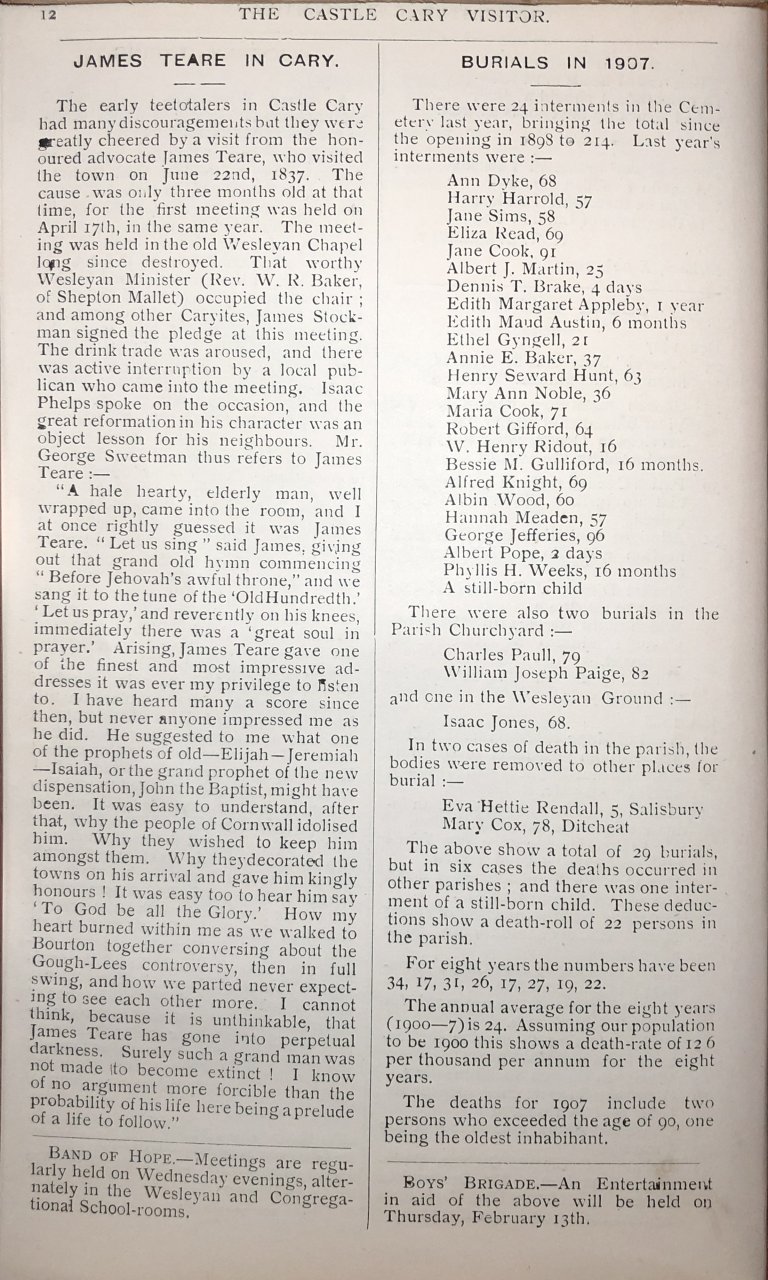 12
THE CASTLE CARY VISITOR.
JAMES TEARE IN CARY.
The early teetotalers in Castle Cary
had many discouragements but they were
greatly cheered by a visit from the hon-
oured advocate James Teare, who visited
the town on June 22nd, 1837. The
cause was only three months old at that
time, for the first meeting was held on
April 17th, in the same year. The meet-
ing was held in the old Wesleyan Chapel
long since destroyed. That worthy
Wesleyan Minister (Rev. W. R. Baker,
of Shepton Mallet) occupied the chair ;
and among other Caryites, James Stock-
man signed the pledge at this meeting.
The drink trade was aroused, and there
was active interruption by a local pub-
lican who came into the meeting. Isaac
Phelps spoke on the occasion, and the
great reformation in his character was an
object lesson for his neighbours. Mr.
George Sweetman thus refers to James
Teare :—
"A hale hearty, elderly man, well
wrapped up, came into the room, and I
at once rightly guessed it was James
Teare. " Let us sing " said James, giving
out that grand old hymn commencing
" Before Jehovah's awful throne," and we
sang it to the tune of the 'Old Hundredth.'
' Let us pray,' and reverently on his knees,
immediately there was a 'great soul in
prayer.' Arising, James Teare gave one
of the finest and most impressive ad-
dresses it was ever my privilege to listen
to. I have heard many a score since
then, but never anyone impressed me as
he did. He suggested to me what one
of the prophets of old—Elijah—Jeremiah
—Isaiah, or the grand prophet of the new
dispensation, John the Baptist, might have
been. It was easy to understand, after
that, why the people of Cornwall idolised
him. Why they wished to keep him
amongst them. Why they decorated the
towns on his arrival and gave him kingly
honours ! It was easy too to hear him say
'To God be all the Glory.' How my
heart burned within me as we walked to
Bourton together conversing about the
Gough-Lees controversy, then in full
swing, and how we parted never expect-
ing to see each other more. I cannot
think, because it is unthinkable, that
James Teare has gone into perpetual
darkness. Surely such a grand man was
not made to become extinct ! I know
of no argument more forcible than the
probability of his life here being a prelude
of a life to follow."
BAND OF HOPE.—Meetings are regu-
larly held on Wednesday evenings, alter-
nately in the Wesleyan and Congrega-
tional School-rooms.
BURIALS IN 1907.
There were 24 interments in the Cem-
etery last year, bringing the total since
the opening in 1898 to 214. Last year's
interments were :—
Ann Dyke, 68
Harry Harrold, 57
Jane Sims, 58
Eliza Read, 69
Jane Cook, 91
Albert J. Martin, 25
Dennis T. Brake, 4 days
Edith Margaret Appleby, 1 year
Edith Maud Austin, 6 months
Ethel Gyngell, 21
Annie E. Baker, 37
Henry Seward Hunt, 63
Mary Ann Noble, 36
Maria Cook, 71
Robert Gifford, 64
W. Henry Ridout, 16
Bessie M. Gulliford, 16 months.
Alfred Knight, 69
Albin Wood, 60
Hannah Meaden, 57
George Jefferies, 96
Albert Pope, 2 days
Phyllis H. Weeks, 16 months
A still-born child
There were also two burials in the
Parish Churchyard :—
Charles Paull, 79
William Joseph Paige, 82
and one in the Wesleyan Ground :—
Isaac Jones, 68.
In two cases of death in the parish, the
bodies were removed to other places for
burial :—
Eva Hettie Rendall, 5, Salisbury
Mary Cox, 78, Ditcheat
The above show a total of 29 burials,
but in six cases the deaths occurred in
other parishes ; and there was one inter-
ment of a still-born child. These deduc-
tions show a death-roll of 22 persons in
the parish.
For eight years the numbers have been
34, 17, 31, 26, 17, 27, 19, 22.
The annual average for the eight years
(1900—7) is 24. Assuming our population
to be 1900 this shows a death-rate of 12 6
per thousand per annum for the eight
years.
The deaths for 1907 include two
persons who exceeded the age of 90, one
being the oldest inhabihant.
BOYS' BRIGADE.—An Entertainment
in aid of the above will be held on
Thursday, February 13th.